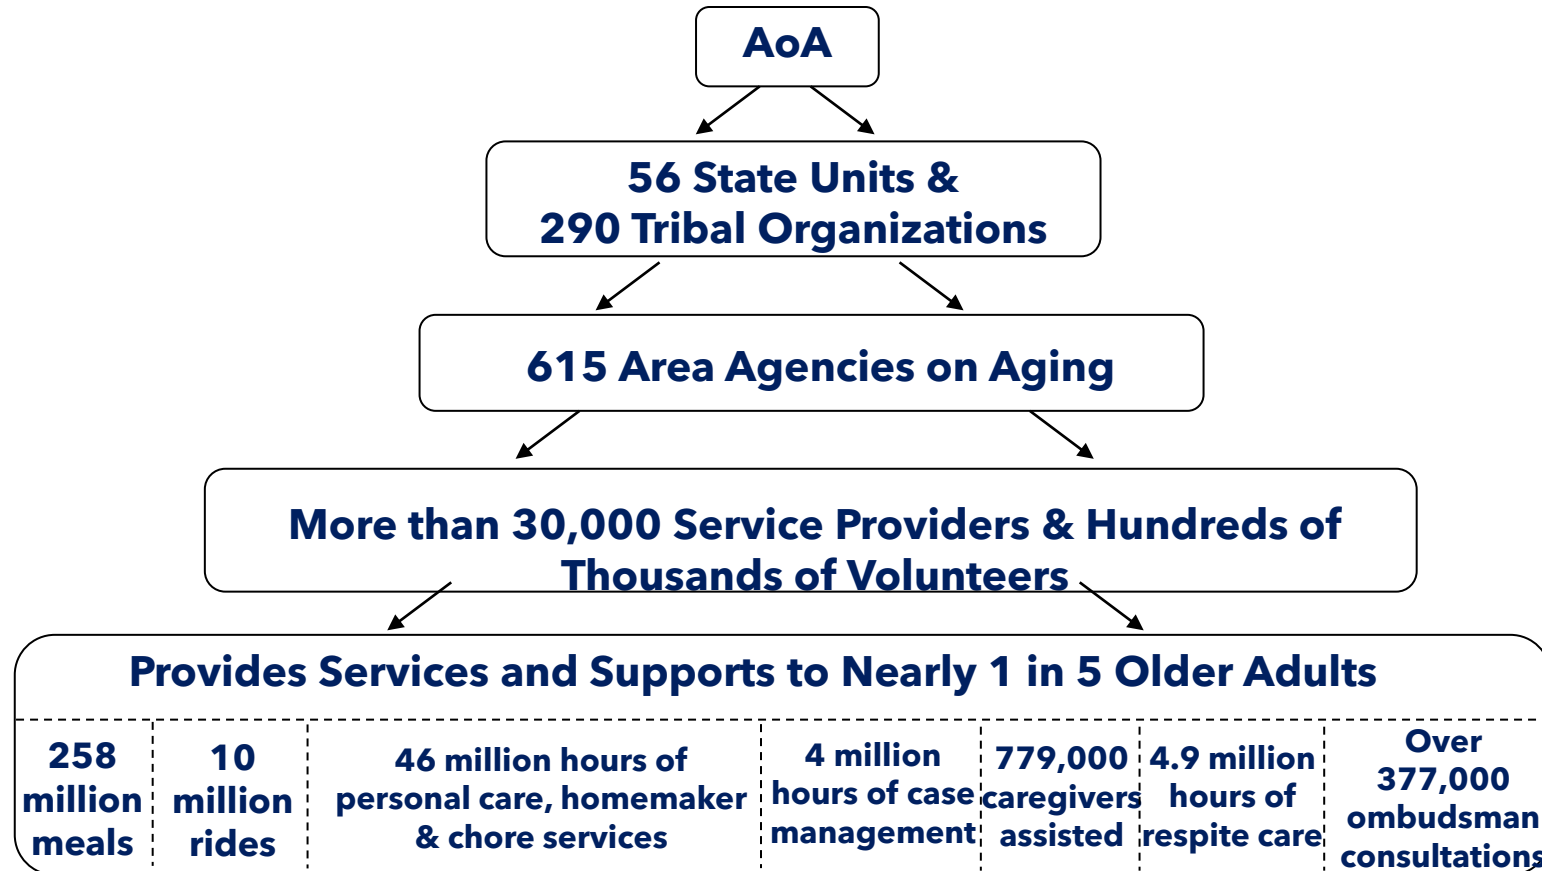 AoA
56 State Units &
290 Tribal Organizations
615 Area Agencies on Aging
More than 30,000 Service Providers & Hundreds of
Thousands of Volunteers
Provides Services and Supports to Nearly 1 in 5 Older Adults
258
million
meals
10
million
rides
46 million hours of
personal care, homemaker
& chore services
4 million
hours of case
management
779,000
caregivers
assisted
4.9 million
hours of
respite care
Over
377,000
ombudsman
consultations